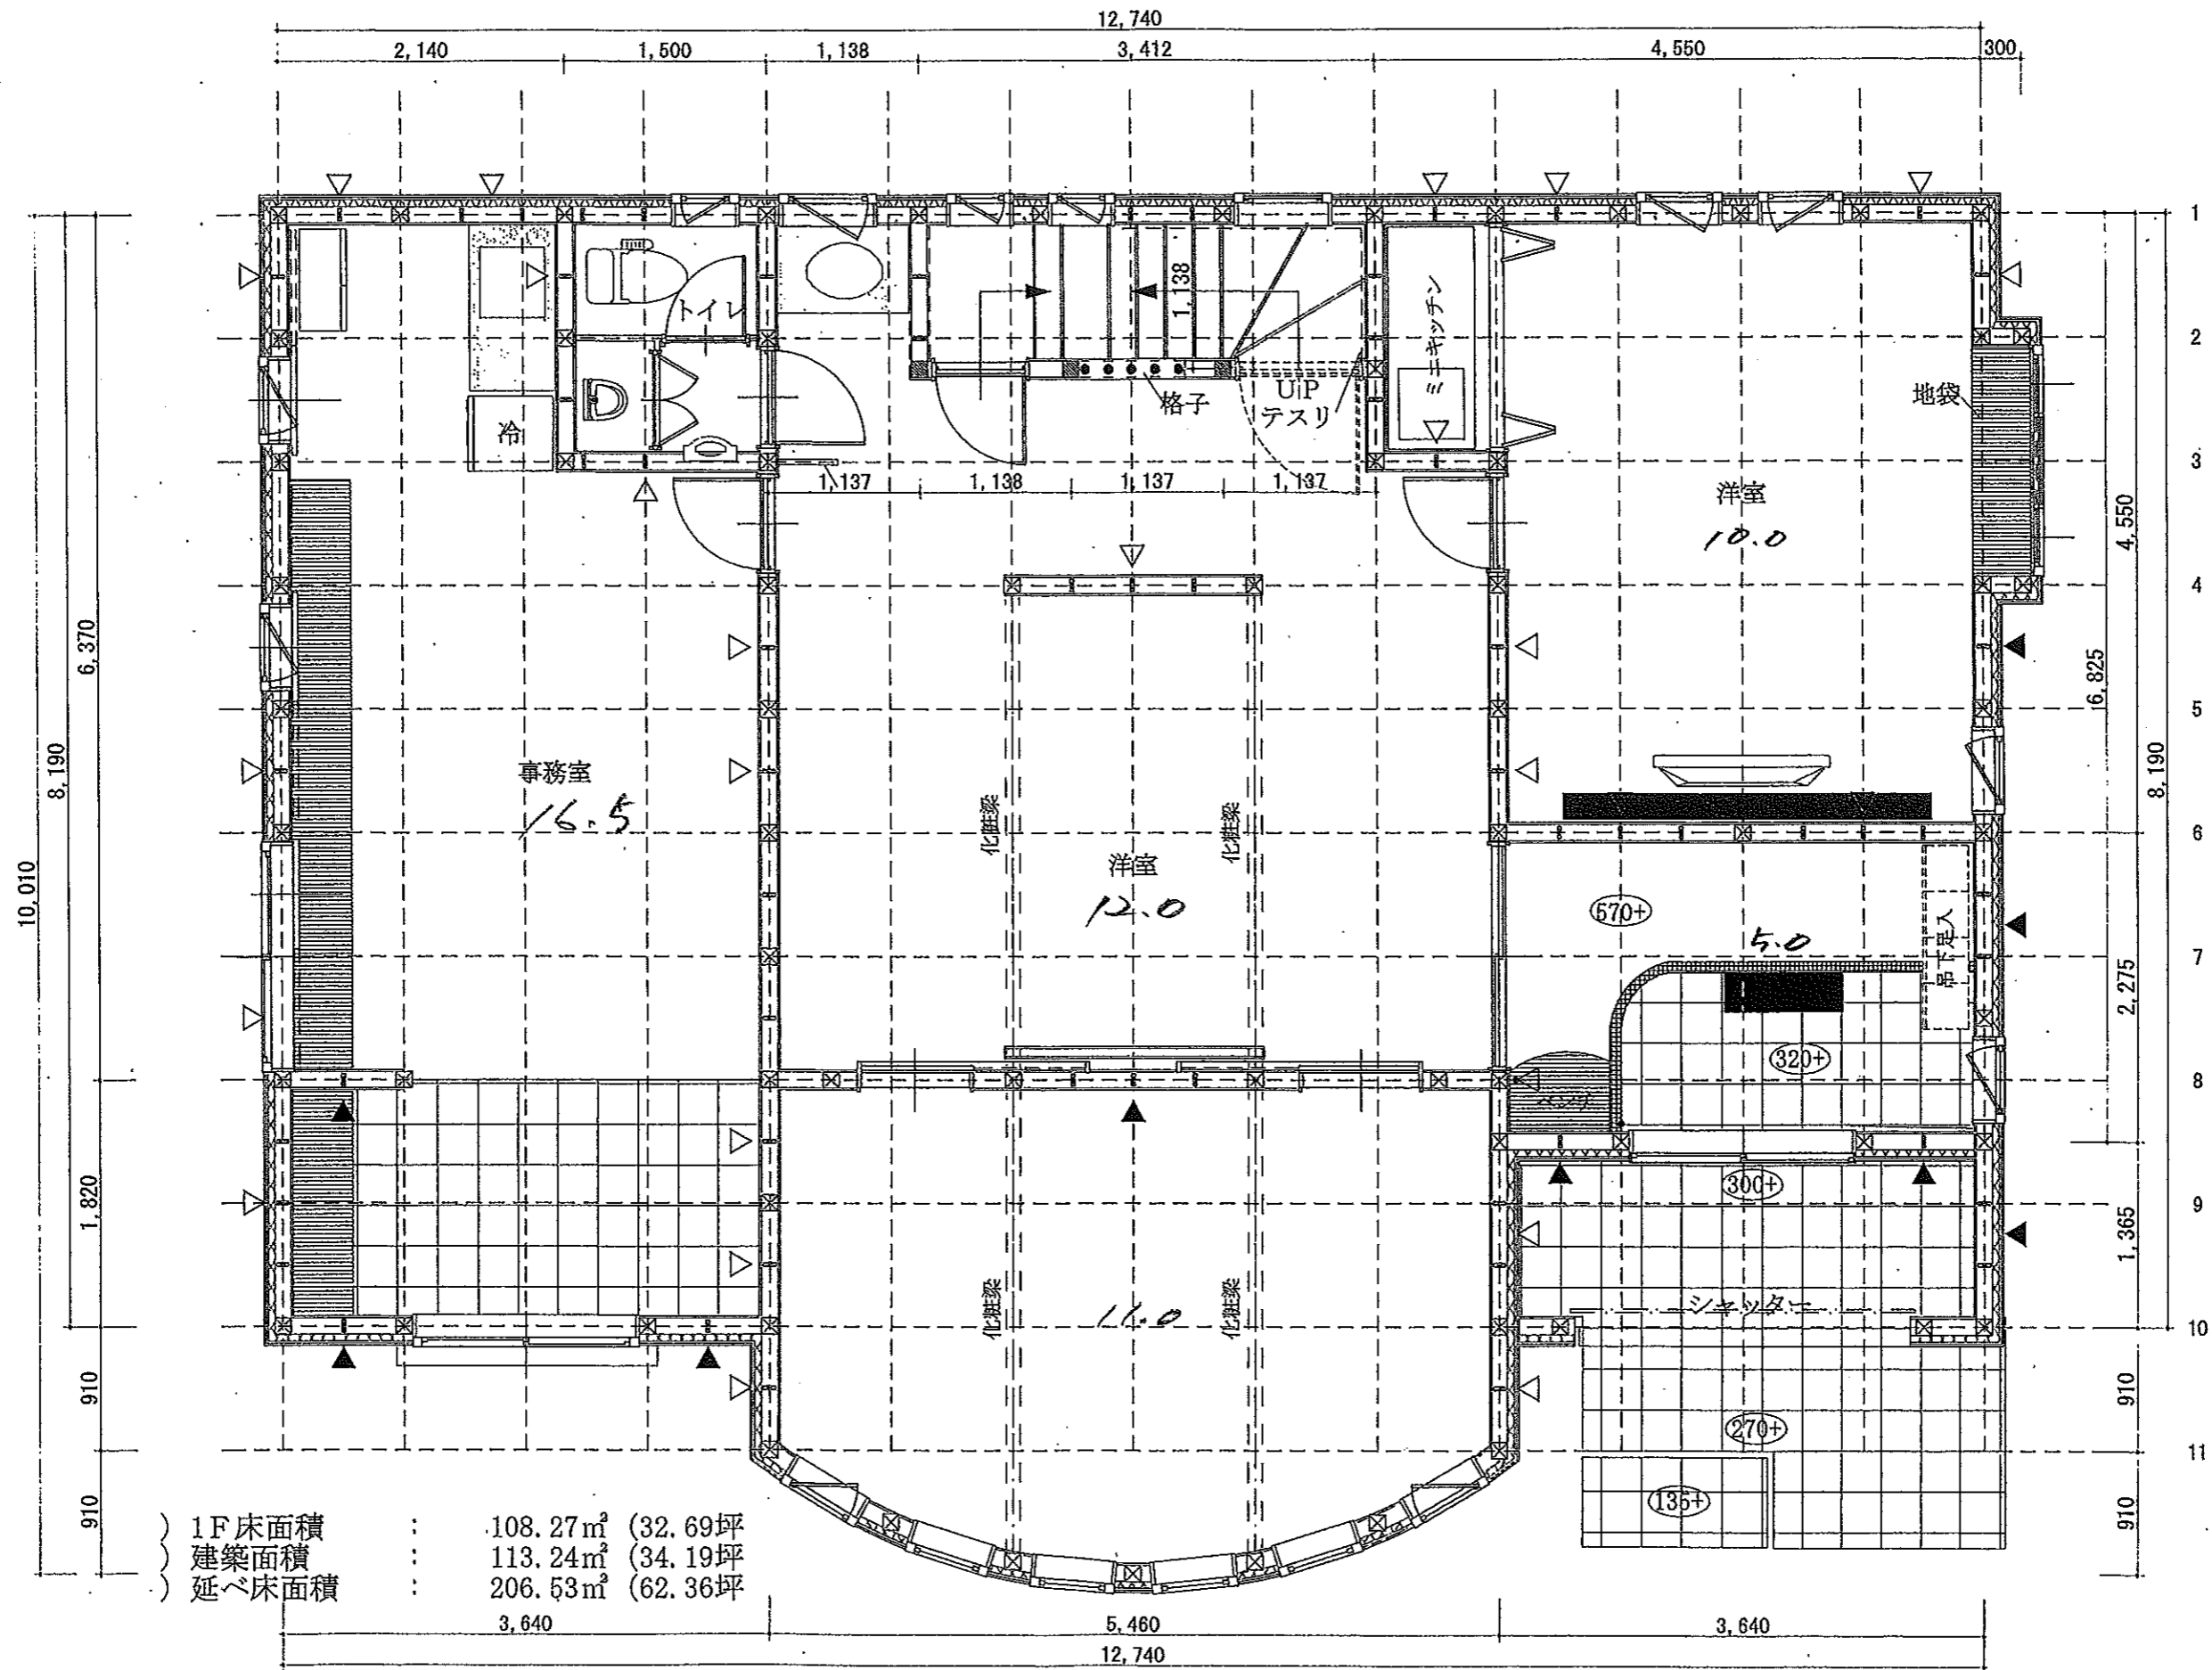 12,740
2,140
1,500
1,138
3,412
4,550
300
1
2
3
4
5
6
7
8
9
10
11
トイレ
1,138
ミニキッチン
UP
テスリ
格子
地袋
冷
1,137
1,138
1,137
1,137
洋室
10.0
4,550
6,825
8,190
2,275
1,365
910
910
10,010
8,190
6,370
1,820
910
910
事務室
16.5
化粧梁
化粧梁
洋室
12.0
570+
5.0
吊下足入
320+
ベンチ
300+
シャッター
化粧梁
化粧梁
11.0
270+
135+
) 1F床面積 : 108.27㎡ (32.69坪
) 建築面積 : 113.24㎡ (34.19坪
) 延べ床面積 : 206.53㎡ (62.36坪
3,640
5,460
3,640
12,740